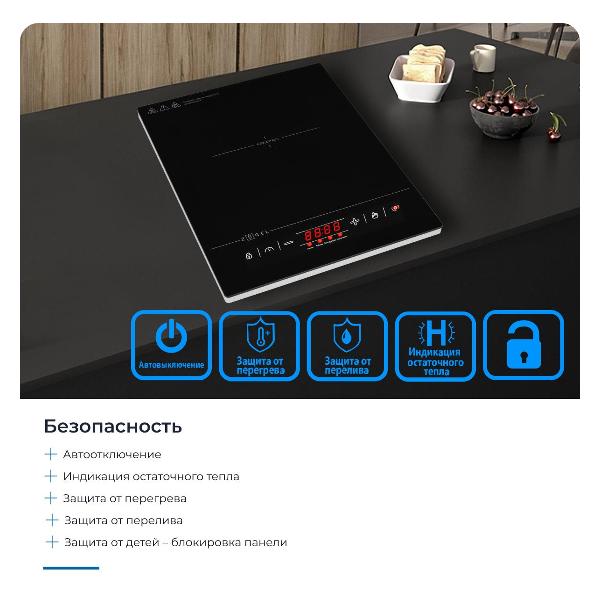 8888
Автовыключение
Защита от
перегрева
Защита от
перелива
H
Индикация
остаточного
тепла
Безопасность
Автоотключение
Индикация остаточного тепла
Защита от перегрева
Защита от перелива
Защита от детей – блокировка панели